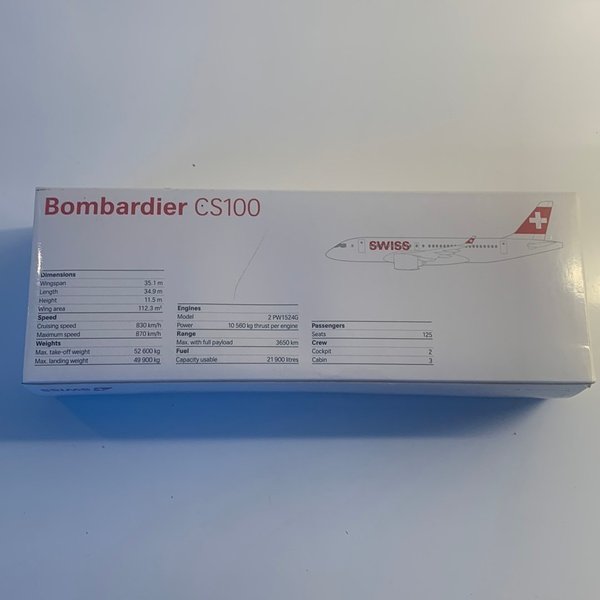 Bombardier CS100
SWISS
Dimensions
Wingspan 35.1 m
Length 34.9 m
Height 11.5 m
Wing area 112.3 m²
Speed
Cruising speed 830 km/h
Maximum speed 870 km/h
Weights
Max. take-off weight 52 600 kg
Max. landing weight 49 900 kg
Engines
Model 2 PW1524G
Power 10 560 kg thrust per engine
Range
Max. with full payload 3650 km
Fuel
Capacity usable 21 900 litres
Passengers
Seats 125
Crew
Cockpit 2
Cabin 3
SWISS